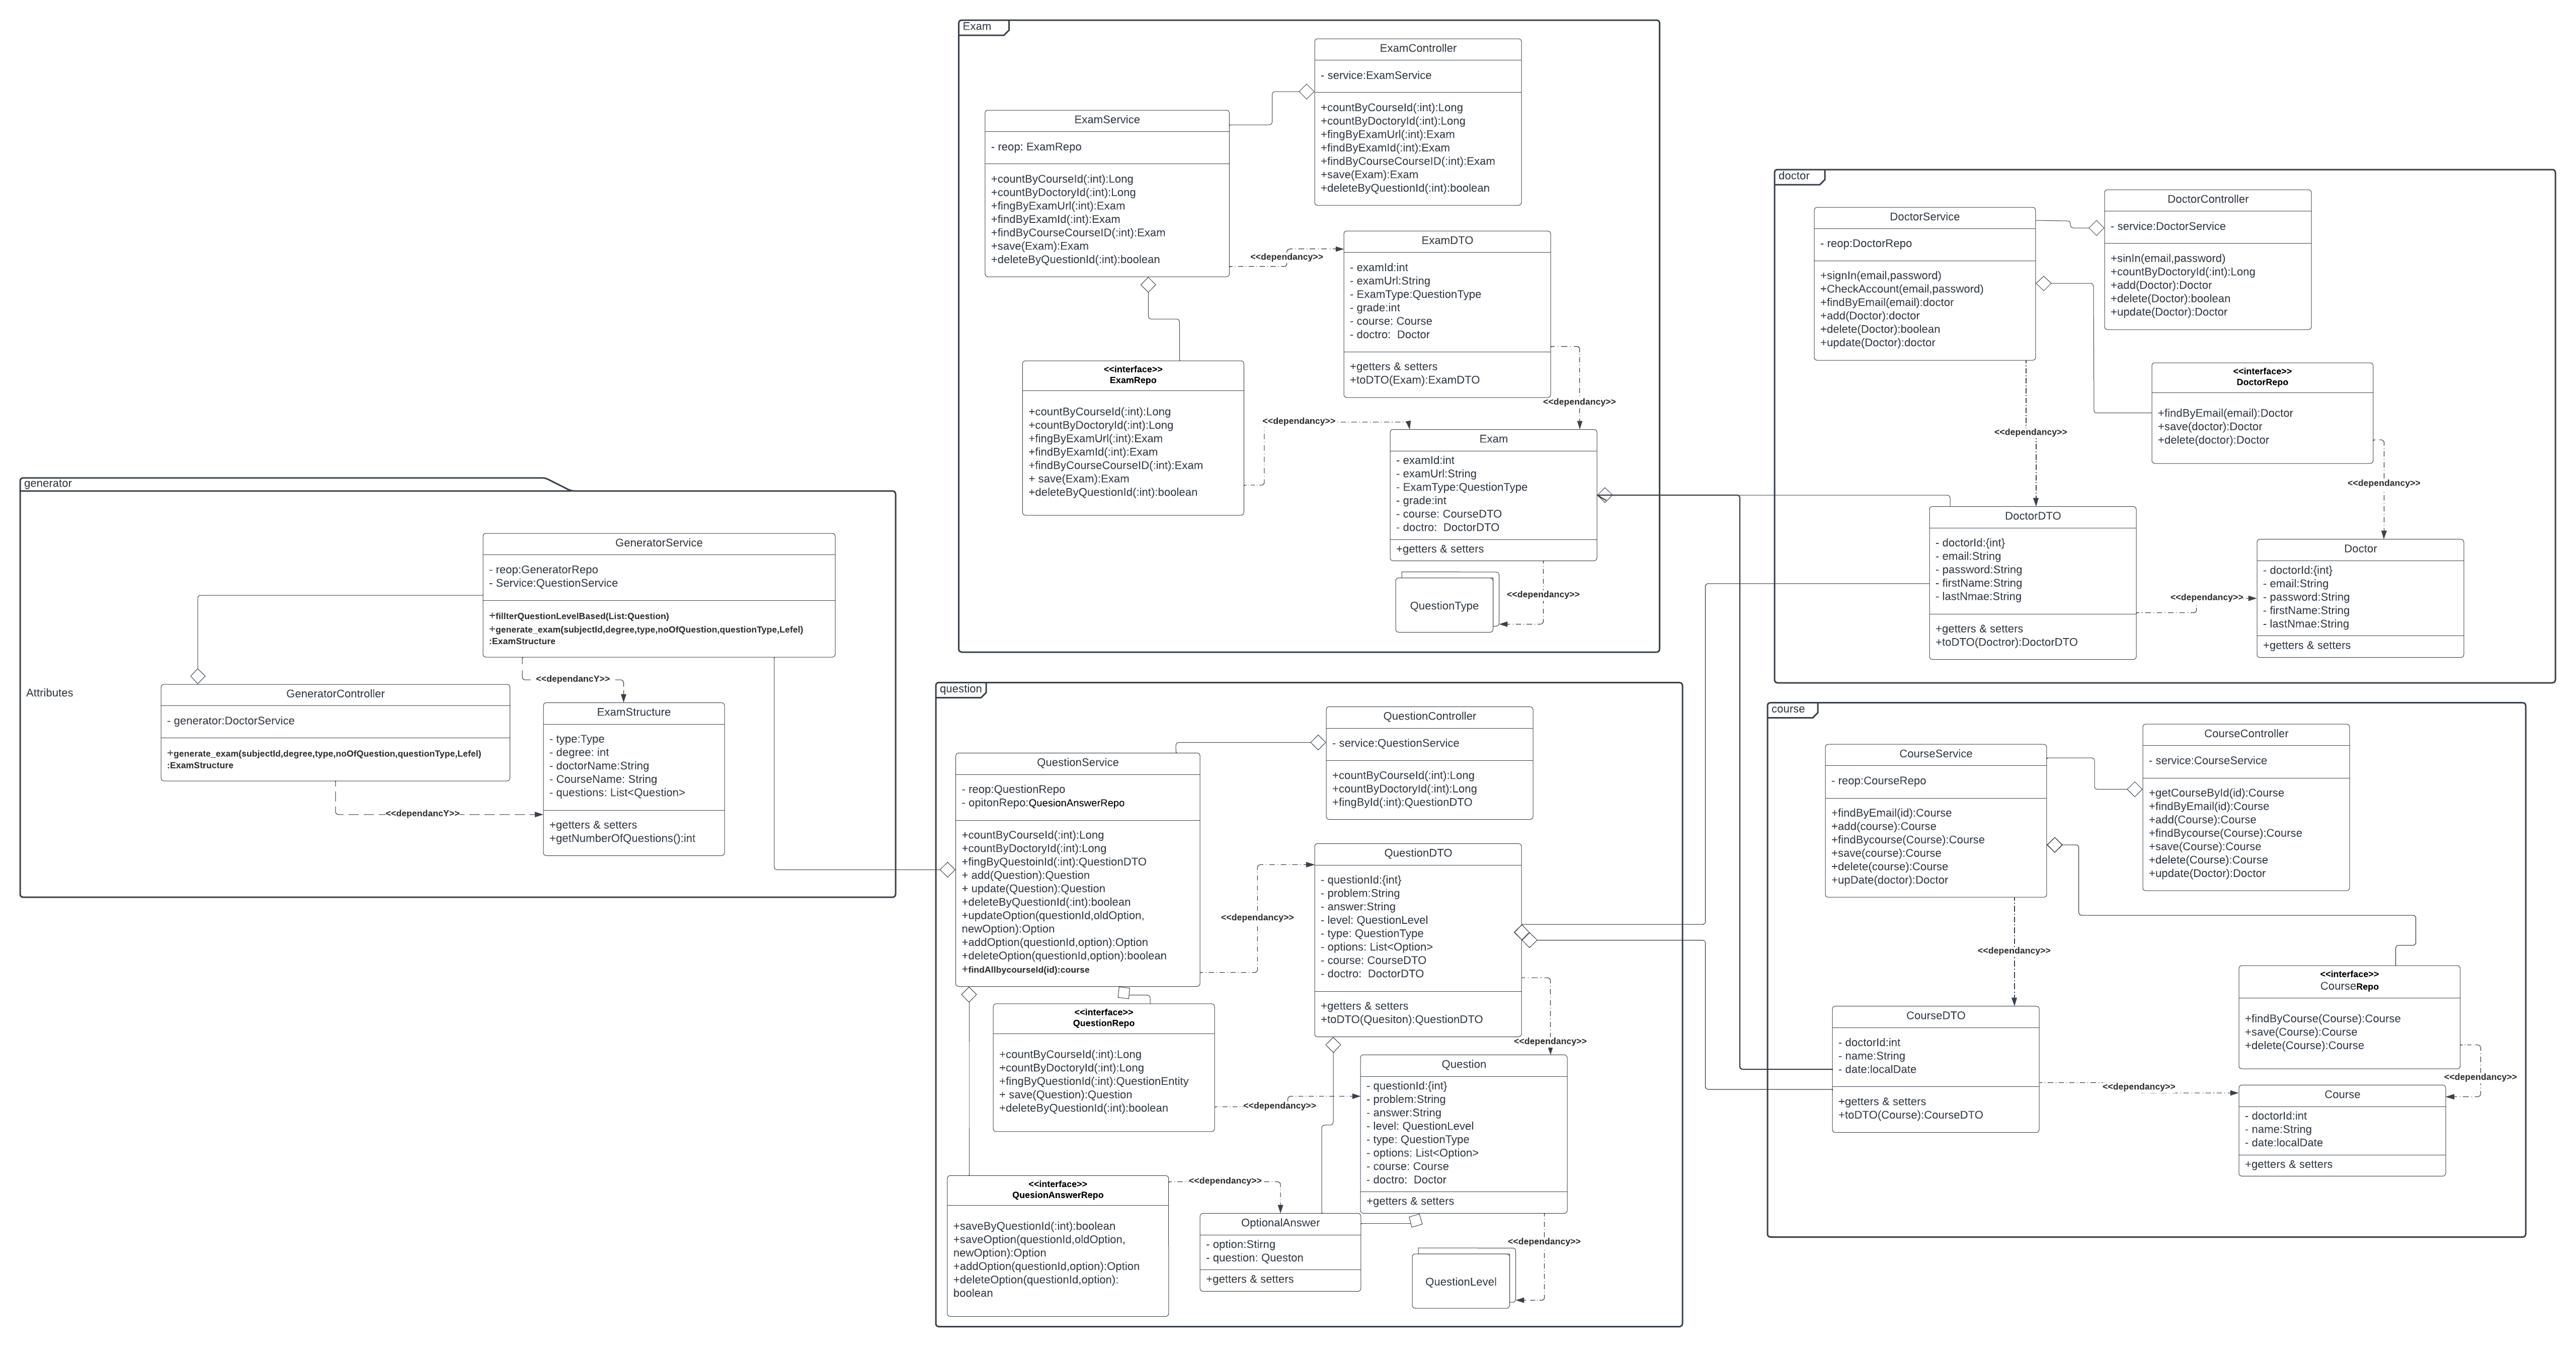 Exam
ExamController
- service:ExamService
+countByCourseId(:int):Long
+countByDoctoryId(:int):Long
+fingByExamUrl(:int):Exam
+findByExamId(:int):Exam
+findByCourseCourseID(:int):Exam
+save(Exam):Exam
+deleteByQuestionId(:int):boolean
ExamService
- reop: ExamRepo
+countByCourseId(:int):Long
+countByDoctoryId(:int):Long
+fingByExamUrl(:int):Exam
+findByExamId(:int):Exam
+findByCourseCourseID(:int):Exam
+save(Exam):Exam
+deleteByQuestionId(:int):boolean
<<dependancy>>
ExamDTO
- examId:int
- examUrl:String
- ExamType:QuestionType
- grade:int
- course: Course
- doctro:  Doctor
+getters & setters
+toDTO(Exam):ExamDTO
<<dependancy>>
<<interface>>
ExamRepo
+countByCourseId(:int):Long
+countByDoctoryId(:int):Long
+fingByExamUrl(:int):Exam
+findByExamId(:int):Exam
+findByCourseCourseID(:int):Exam
+ save(Exam):Exam
+deleteByQuestionId(:int):boolean
<<dependancy>>
Exam
- examId:int
- examUrl:String
- ExamType:QuestionType
- grade:int
- course: CourseDTO
- doctro:  DoctorDTO
+getters & setters
<<dependancy>>
QuestionType
doctor
DoctorController
- service:DoctorService
+sinIn(email,password)
+countByDoctoryId(:int):Long
+add(Doctor):Doctor
+delete(Doctor):boolean
+update(Doctor):Doctor
DoctorService
- reop:DoctorRepo
+signIn(email,password)
+CheckAccount(email,password)
+findByEmail(email):doctor
+add(Doctor):doctor
+delete(Doctor):boolean
+update(Doctor):doctor
<<interface>>
DoctorRepo
+findByEmail(email):Doctor
+save(doctor):Doctor
+delete(doctor):Doctor
<<dependancy>>
<<dependancy>>
DoctorDTO
- doctorId:{int}
- email:String
- password:String
- firstName:String
- lastNmae:String
+getters & setters
+toDTO(Doctror):DoctorDTO
<<dependancy>>
Doctor
- doctorId:{int}
- email:String
- password:String
- firstName:String
- lastNmae:String
+getters & setters
generator
Attributes
GeneratorService
- reop:GeneratorRepo
- Service:QuestionService
+fillterQuestionLevelBased(List:Question)
+generate_exam(subjectId,degree,type,noOfQuestion,questionType,Lefel)
:ExamStructure
<<dependancY>>
GeneratorController
- generator:DoctorService
+generate_exam(subjectId,degree,type,noOfQuestion,questionType,Lefel)
:ExamStructure
<<dependancY>>
ExamStructure
- type:Type
- degree: int
- doctorName:String
- CourseName: String
- questions: List<Question>
+getters & setters
+getNumberOfQuestions():int
question
QuestionController
- service:QuestionService
+countByCourseId(:int):Long
+countByDoctoryId(:int):Long
+fingById(:int):QuestionDTO
QuestionService
- reop:QuestionRepo
- opitonRepo:QuesionAnswerRepo
+countByCourseId(:int):Long
+countByDoctoryId(:int):Long
+fingByQuestoinId(:int):QuestionDTO
+ add(Question):Question
+ update(Question):Question
+deleteByQuestionId(:int):boolean
+updateOption(questionId,oldOption,
newOption):Option
+addOption(questionId,option):Option
+deleteOption(questionId,option):boolean
+findAllbycourseId(id):course
<<dependancy>>
QuestionDTO
- questionId:{int}
- problem:String
- answer:String
- level: QuestionLevel
- type: QuestionType
- options: List<Option>
- course: CourseDTO
- doctro:  DoctorDTO
+getters & setters
+toDTO(Quesiton):QuestionDTO
<<dependancy>>
<<interface>>
QuestionRepo
+countByCourseId(:int):Long
+countByDoctoryId(:int):Long
+fingByQuestionId(:int):QuestionEntity
+ save(Question):Question
+deleteByQuestionId(:int):boolean
<<dependancy>>
Question
- questionId:{int}
- problem:String
- answer:String
- level: QuestionLevel
- type: QuestionType
- options: List<Option>
- course: Course
- doctro:  Doctor
+getters & setters
<<interface>>
QuesionAnswerRepo
+saveByQuestionId(:int):boolean
+saveOption(questionId,oldOption,
newOption):Option
+addOption(questionId,option):Option
+deleteOption(questionId,option):
boolean
<<dependancy>>
OptionalAnswer
- option:Stirng
- question: Queston
+getters & setters
<<dependancy>>
QuestionLevel
course
CourseController
- service:CourseService
+getCourseById(id):Course
+findByEmail(id):Course
+add(Course):Course
+findBycourse(Course):Course
+save(Course):Course
+delete(Course):Course
+update(Doctor):Doctor
CourseService
- reop:CourseRepo
+findByEmail(id):Course
+add(course):Course
+findBycourse(Course):Course
+save(course):Course
+delete(course):Course
+upDate(doctor):Doctor
<<dependancy>>
<<interface>>
CourseRepo
+findByCourse(Course):Course
+save(Course):Course
+delete(Course):Course
<<dependancy>>
CourseDTO
- doctorId:int
- name:String
- date:localDate
+getters & setters
+toDTO(Course):CourseDTO
<<dependancy>>
Course
- doctorId:int
- name:String
- date:localDate
+getters & setters